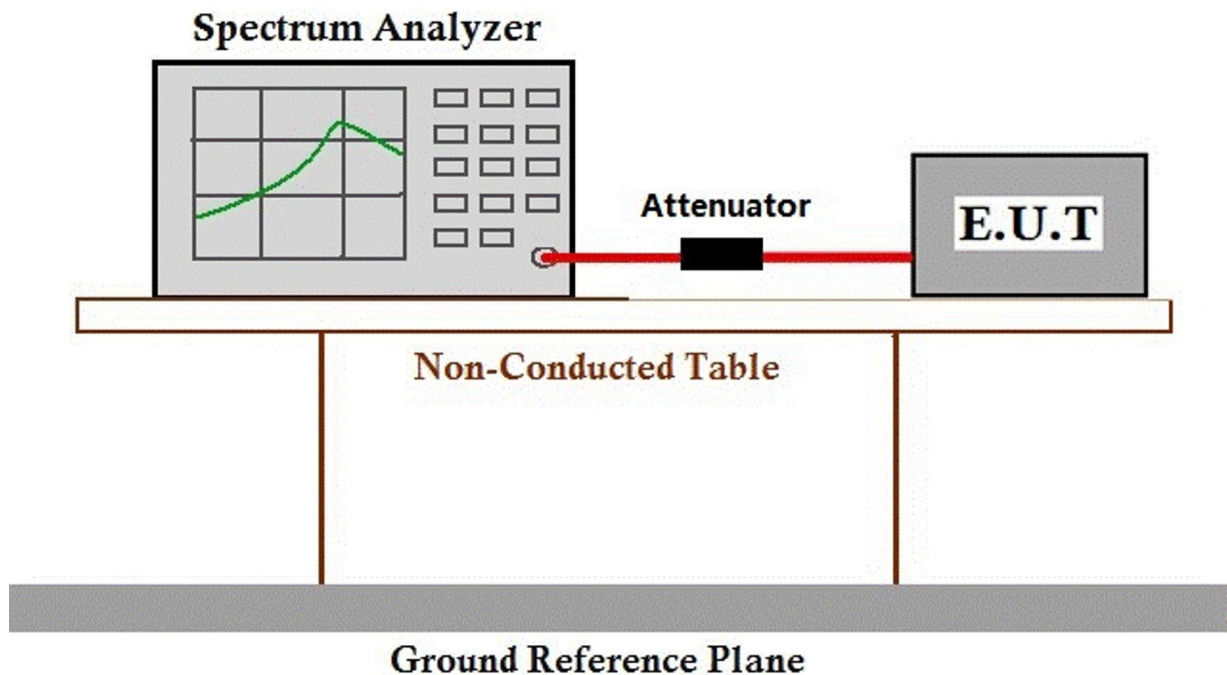 Spectrum Analyzer
Attenuator
E.U.T
Non-Conducted Table
Ground Reference Plane